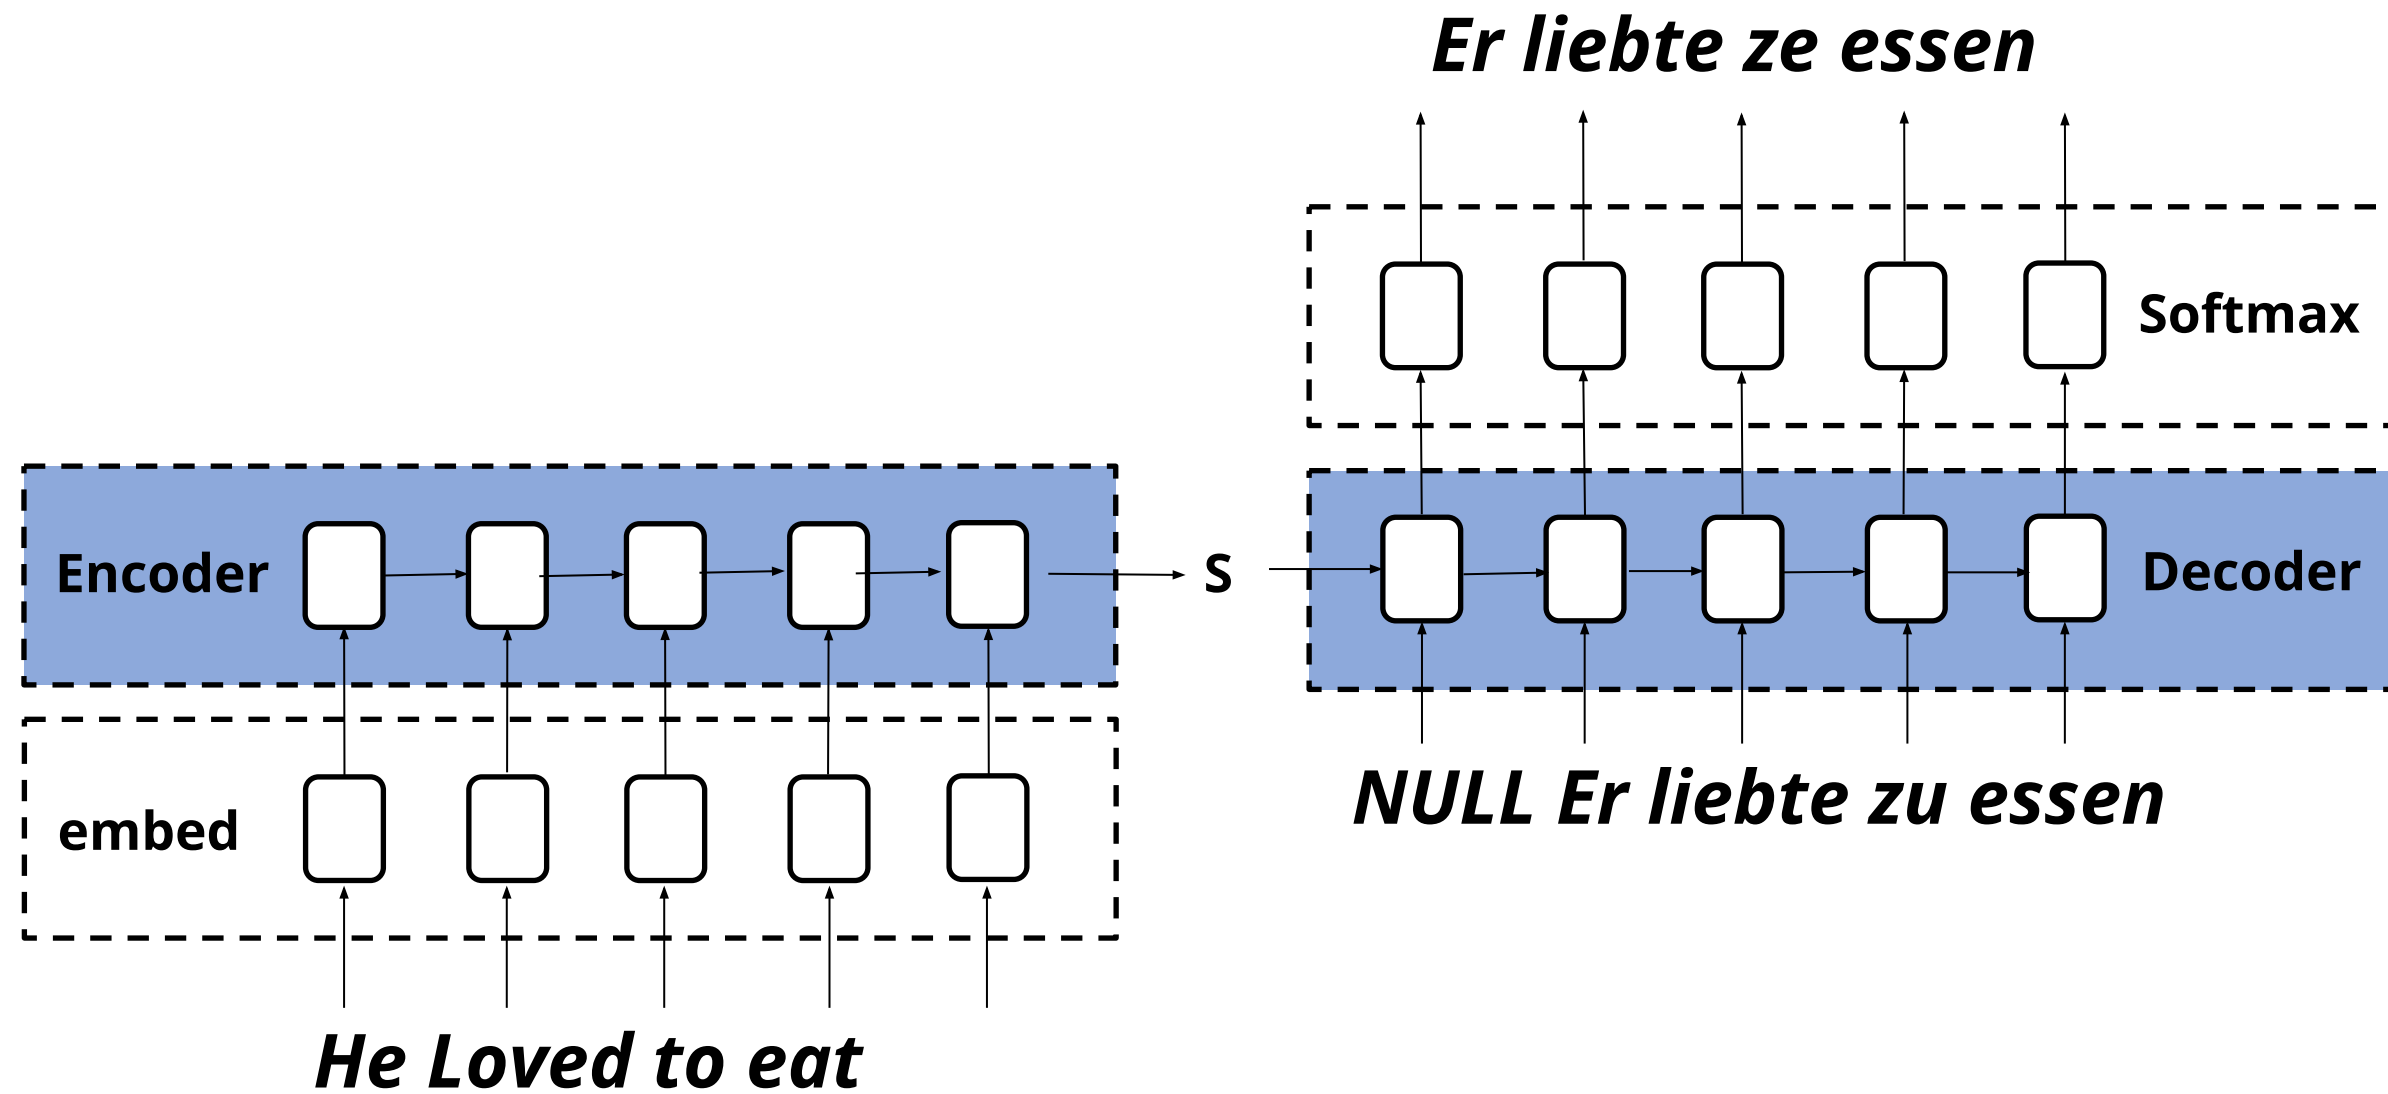 Er liebte ze essen
Softmax
Encoder
S
Decoder
NULL Er liebte zu essen
embed
He Loved to eat